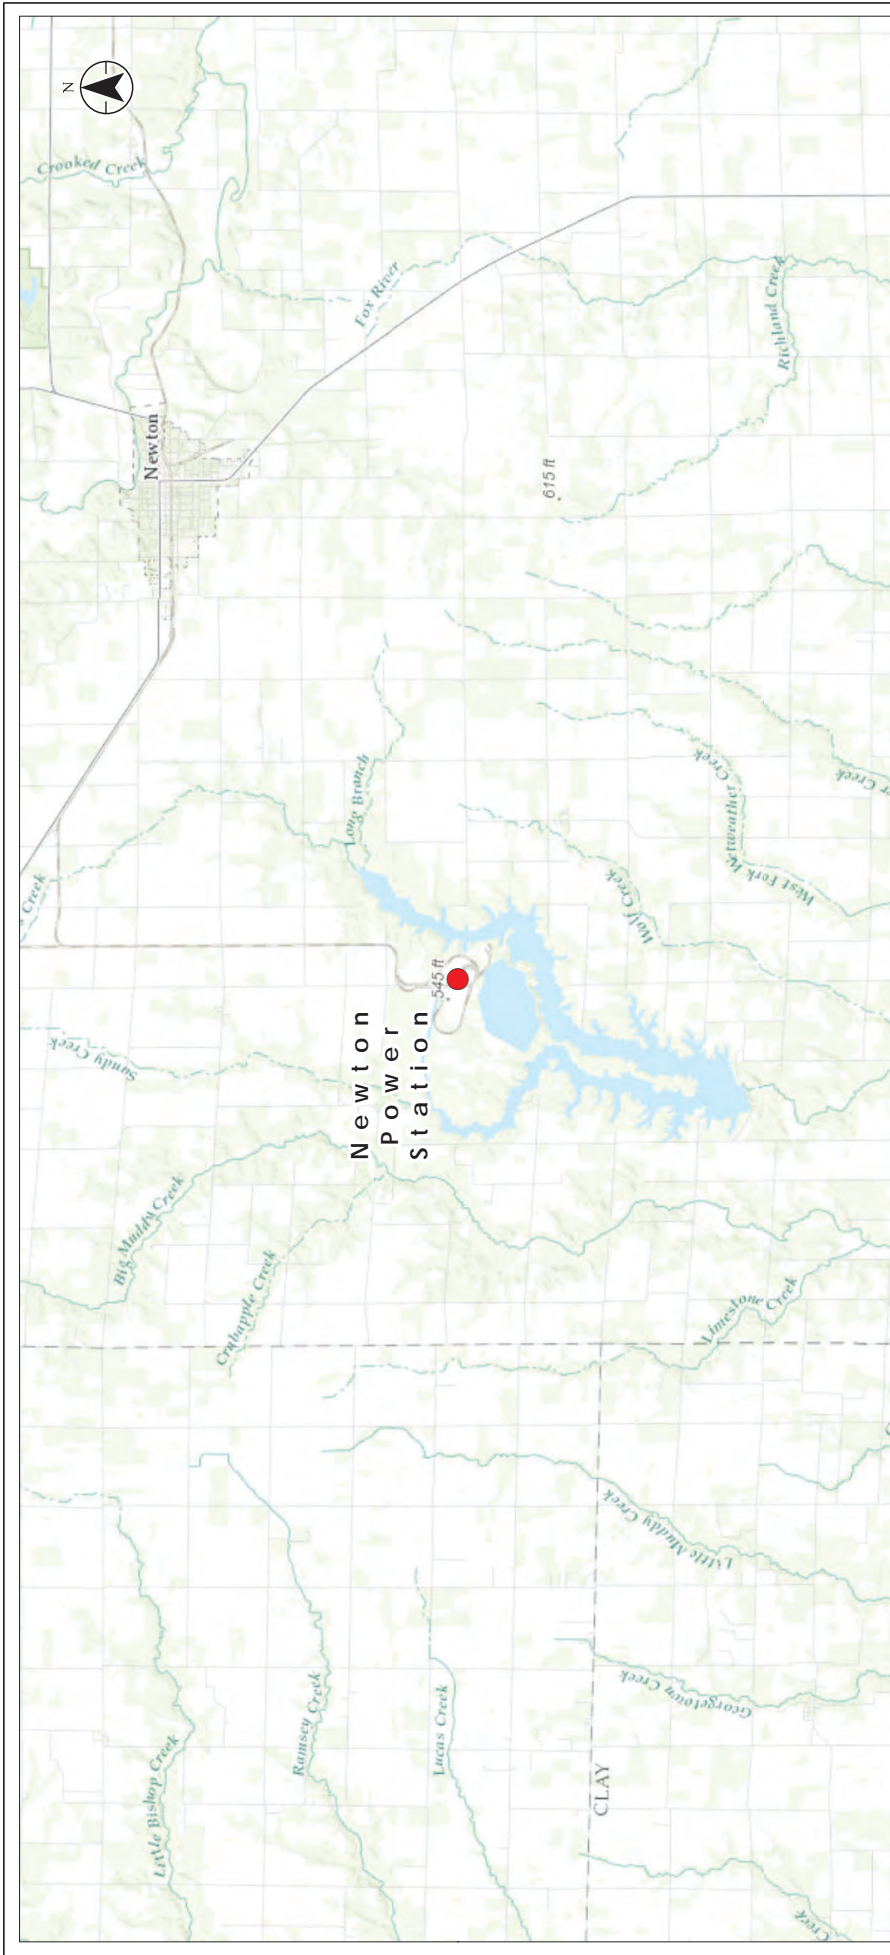 N
Crooked Creek
Newton
Fox River
Richland Creek
615 ft
Long Branch
Creek
Wolf Creek
West Fork Wetweather Creek
Creek
545 ft
Newton
Power
Station
Sandy Creek
Big Muddy Creek
Crabapple Creek
Limestone Creek
Little Muddy Creek
Georgetown Creek
Little Bishop Creek
Ramsey Creek
Lucas Creek
CLAY
Creek